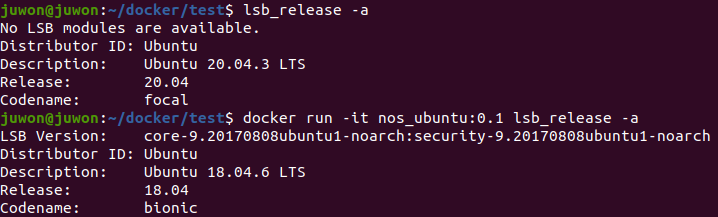 juwon@juwon:~/docker/test$ lsb_release -a
No LSB modules are available.
Distributor ID: Ubuntu
Description:    Ubuntu 20.04.3 LTS
Release:        20.04
Codename:       focal
juwon@juwon:~/docker/test$ docker run -it nos_ubuntu:0.1 lsb_release -a
LSB Version:    core-9.20170808ubuntu1-noarch:security-9.20170808ubuntu1-noarch
Distributor ID: Ubuntu
Description:    Ubuntu 18.04.6 LTS
Release:        18.04
Codename:       bionic